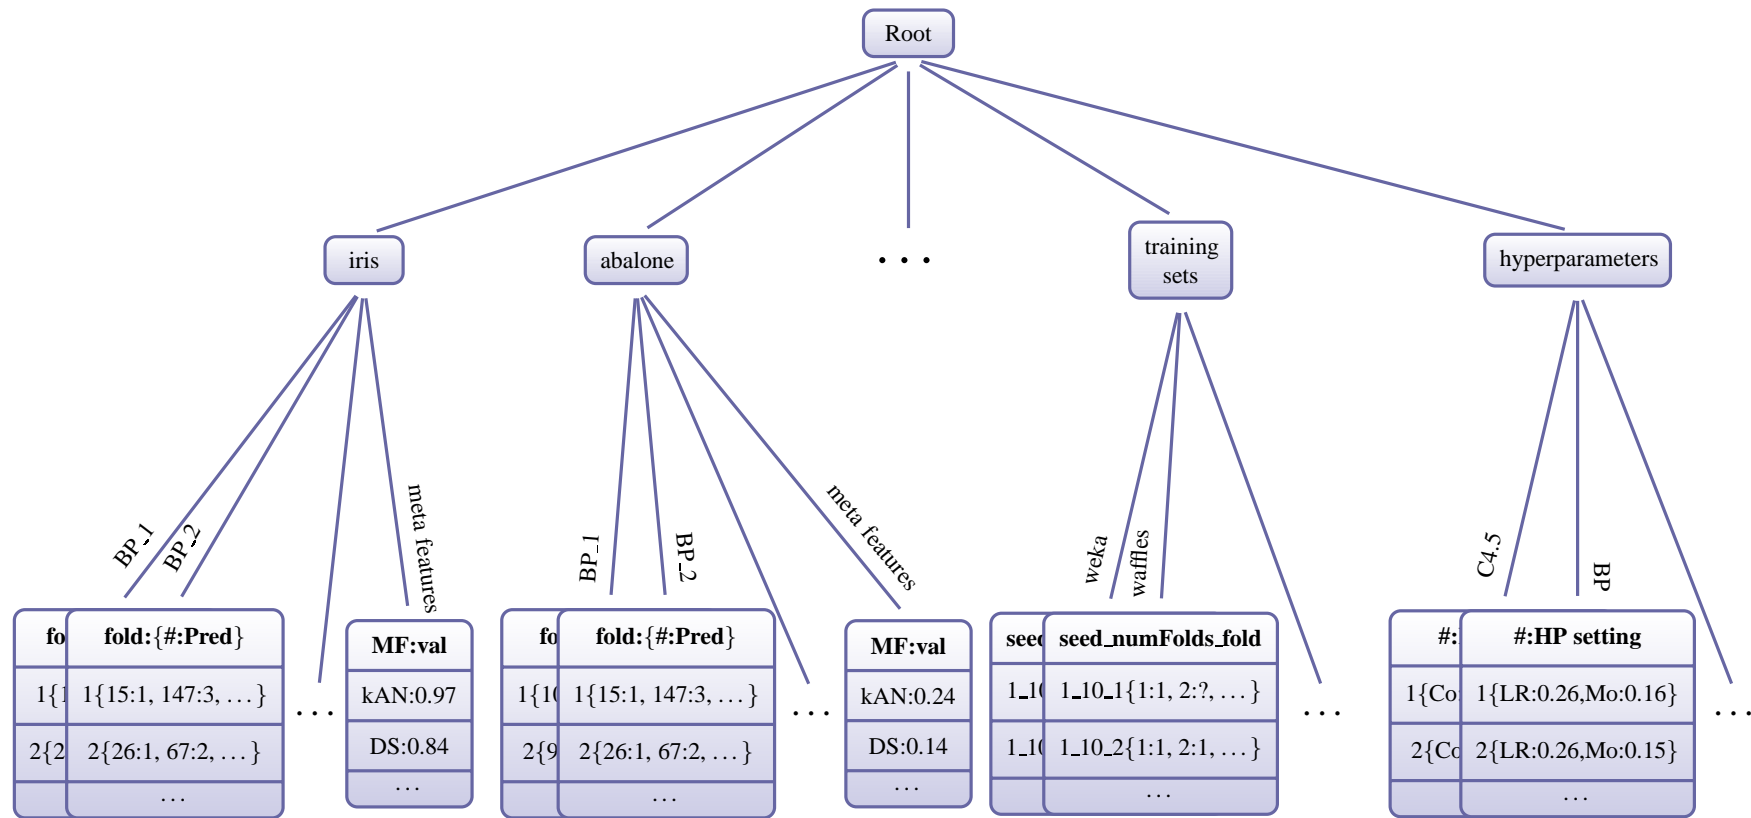 Root
iris
abalone
. . .
training
sets
hyperparameters
BP_1
BP_2
meta features
BP_1
BP_2
meta features
weka
waffles
C4.5
BP
fold:{#:Pred}
1{15:1, 147:3, . . . }
2{26:1, 67:2, . . . }
. . .
. . .
MF:val
kAN:0.97
DS:0.84
. . .
fold:{#:Pred}
1{15:1, 147:3, . . . }
2{26:1, 67:2, . . . }
. . .
. . .
MF:val
kAN:0.24
DS:0.14
. . .
seed_numFolds_fold
1_10_1{1:1, 2:?, . . . }
1_10_2{1:1, 2:1, . . . }
. . .
. . .
#:HP setting
1{LR:0.26,Mo:0.16}
2{LR:0.26,Mo:0.15}
. . .
. . .